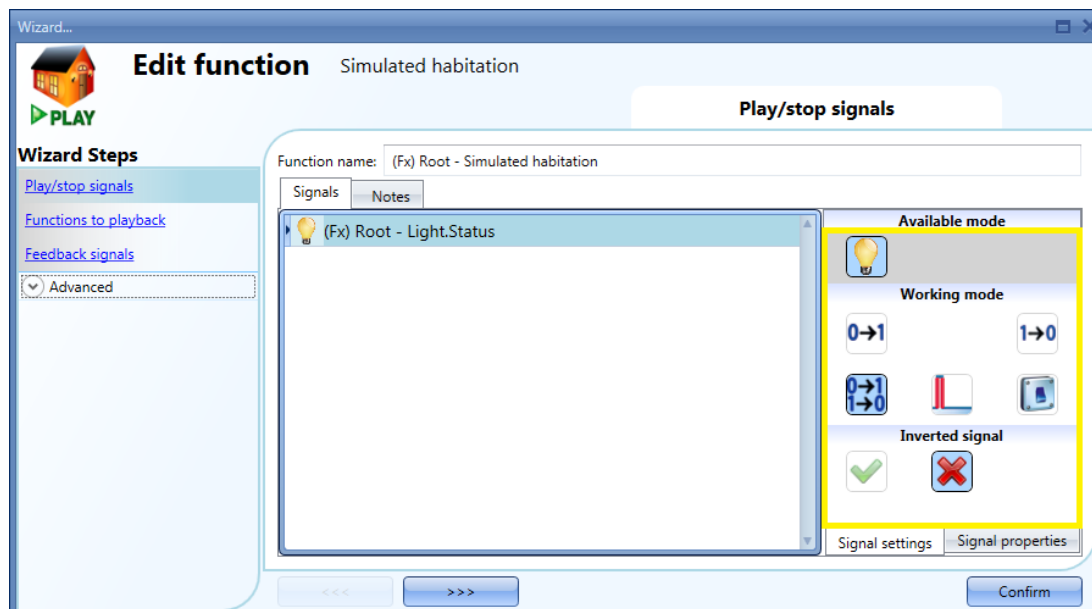 Wizard...
Edit function
Simulated habitation
PLAY
Play/stop signals
Wizard Steps
Play/stop signals
Functions to playback
Feedback signals
Advanced
Function name:
(Fx) Root - Simulated habitation
Signals
Notes
(Fx) Root - Light.Status
Available mode
Working mode
0→1
1→0
0→1
1→0
Inverted signal
Signal settings
Signal properties
<<<
>>>
Confirm